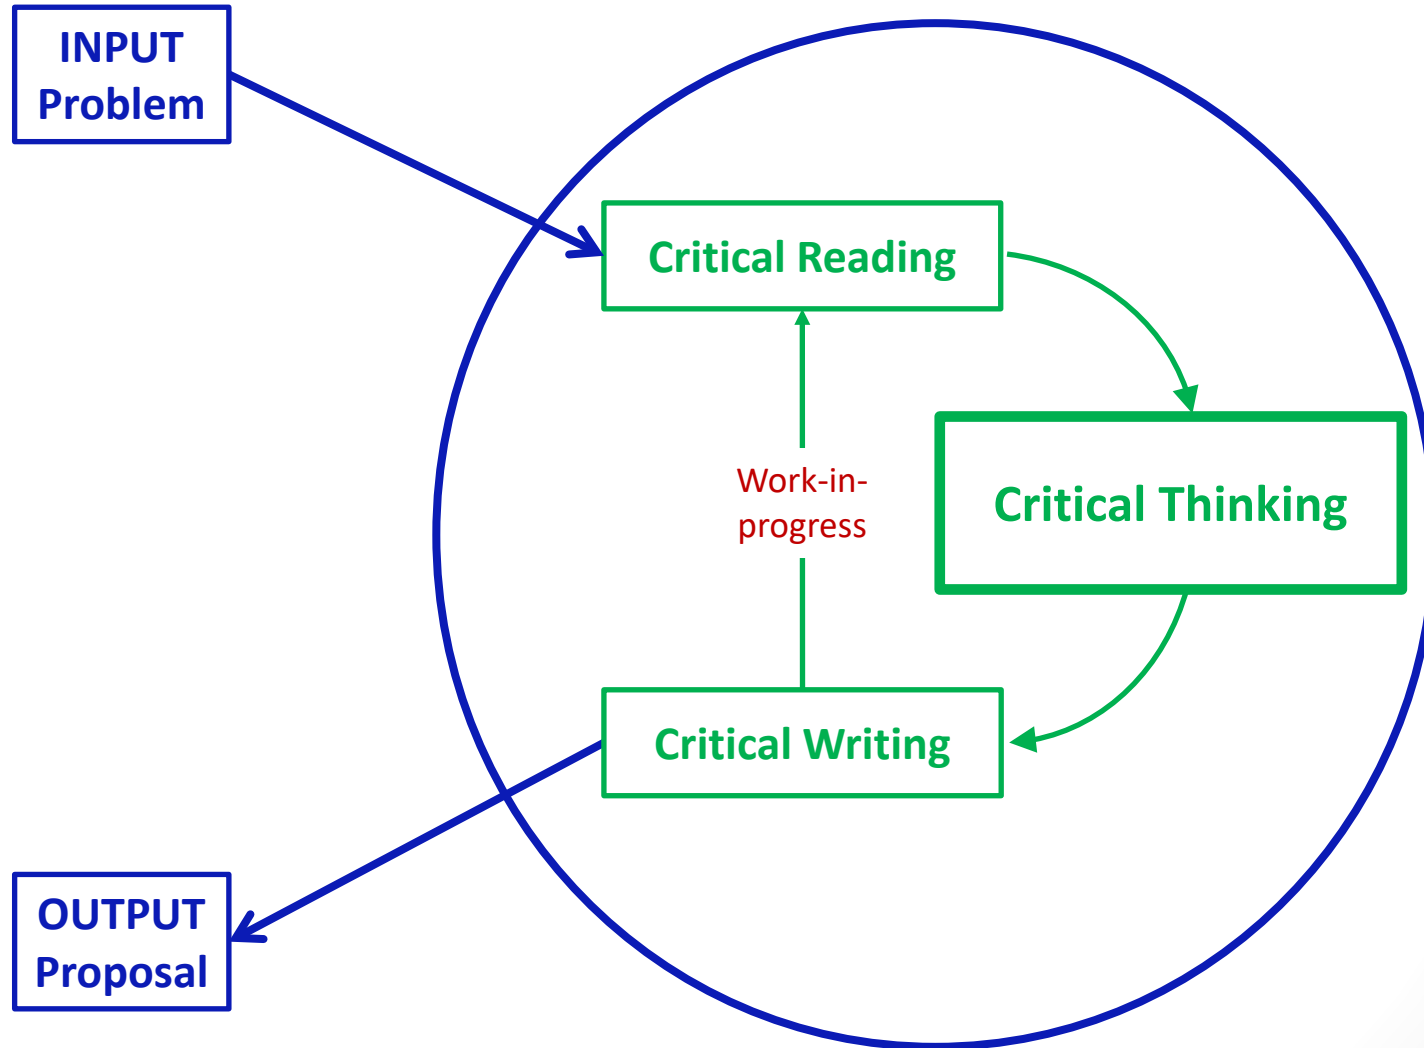 INPUT
Problem
Critical Reading
Critical Thinking
Work-in-
progress
Critical Writing
OUTPUT
Proposal